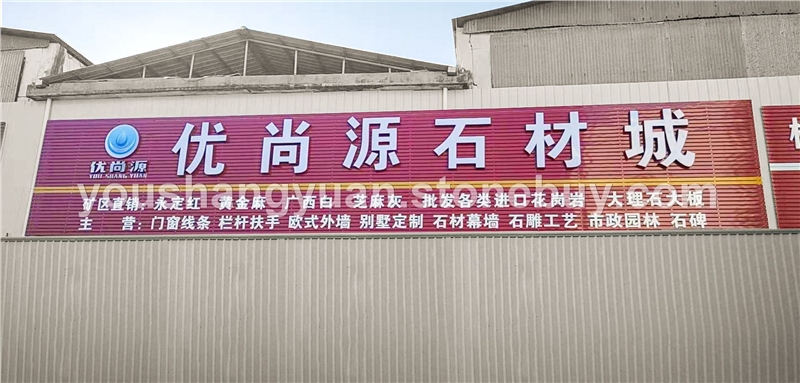 优尚源石材城
优尚源
YOU SHANG YUAN
youshangyuan.stonebuy.com
矿区直销：永定红 黄金麻 广西白 芝麻灰 批发各类进口花岗岩 大理石大板
主 营：门窗线条 栏杆扶手 欧式外墙 别墅定制 石材幕墙 石雕工艺 市政园林 石碑